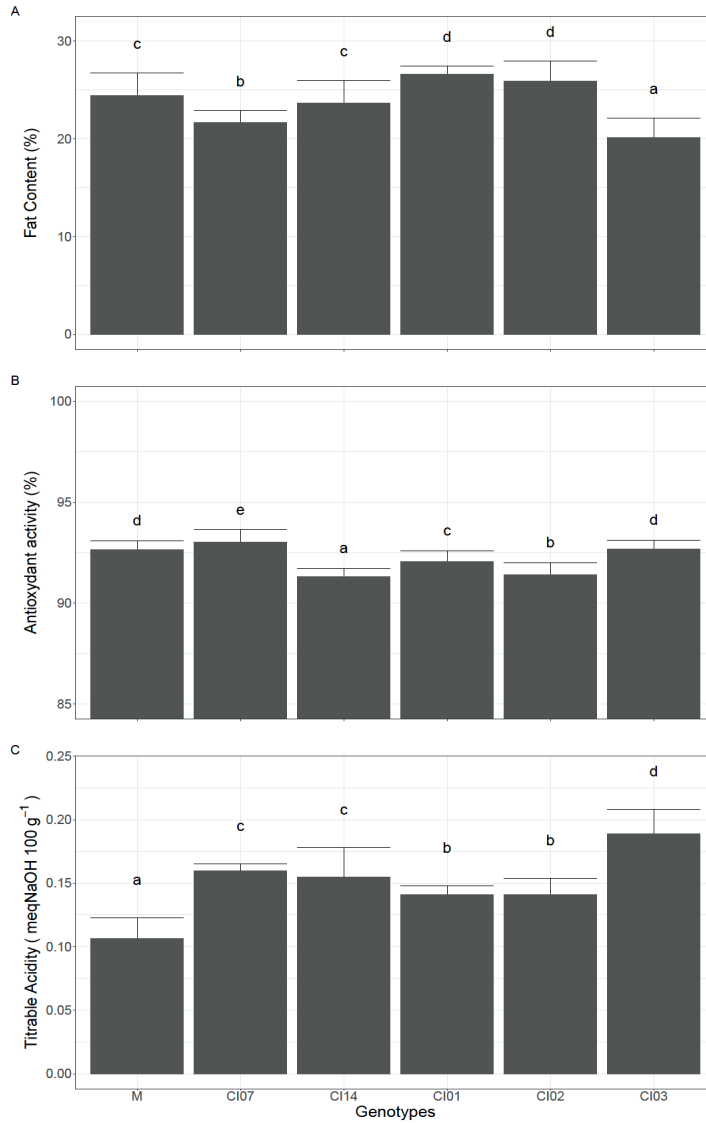 A
Fat Content (%)
30
20
10
0
c
b
c
d
d
a
B
Antioxydant activity (%)
100
95
90
85
d
e
a
c
b
d
C
Titrable Acidity ( meqNaOH 100 g⁻¹ )
0.25
0.20
0.15
0.10
0.05
0.00
a
c
c
b
b
d
M CI07 CI14 CI01 CI02 CI03
Genotypes